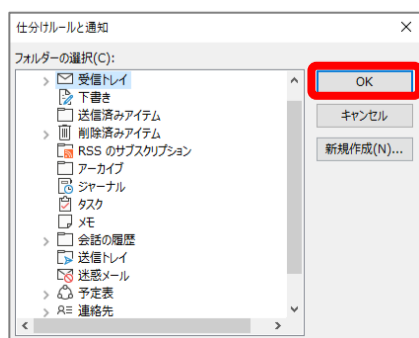 仕分けルールと通知
フォルダーの選択(C):
受信トレイ
下書き
送信済みアイテム
削除済みアイテム
RSS のサブスクリプション
アーカイブ
ジャーナル
タスク
メモ
会話の履歴
送信トレイ
迷惑メール
予定表
連絡先
OK
キャンセル
新規作成(N)...